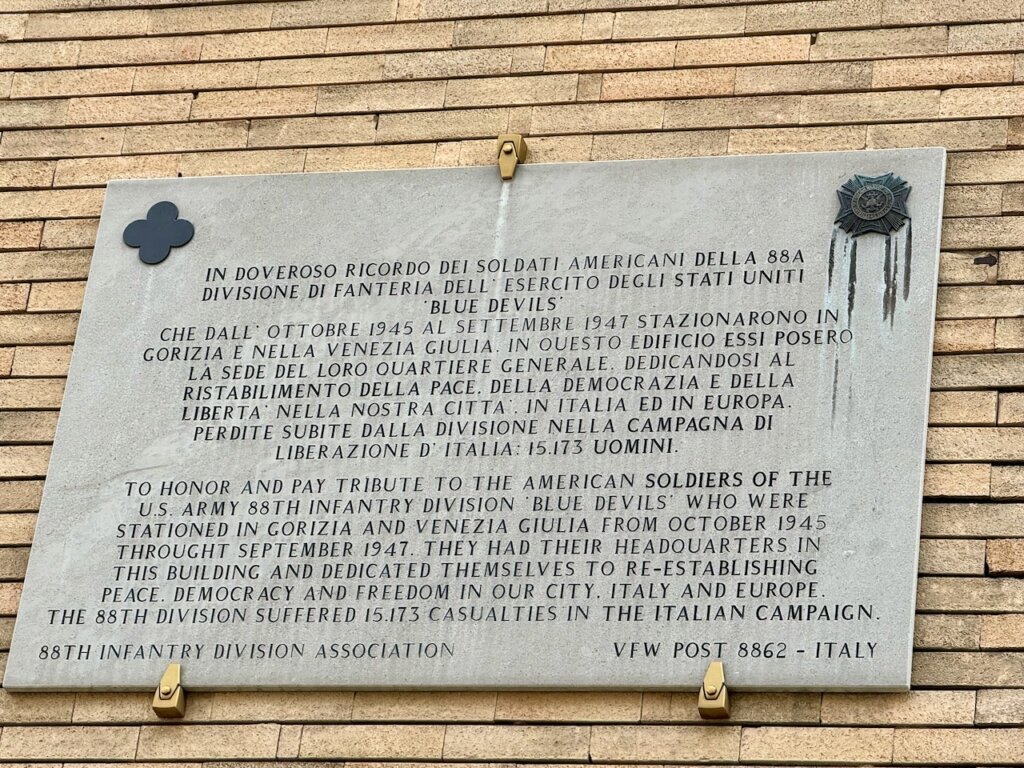 IN DOVEROSO RICORDO DEI SOLDATI AMERICANI DELLA 88A
DIVISIONE DI FANTERIA DELL' ESERCITO DEGLI STATI UNITI
'BLUE DEVILS'
CHE DALL' OTTOBRE 1945 AL SETTEMBRE 1947 STAZIONARONO IN
GORIZIA E NELLA VENEZIA GIULIA. IN QUESTO EDIFICIO ESSI POSERO
LA SEDE DEL LORO QUARTIERE GENERALE, DEDICANDOSI AL
RISTABILIMENTO DELLA PACE, DELLA DEMOCRAZIA E DELLA
LIBERTA' NELLA NOSTRA CITTA', IN ITALIA ED IN EUROPA.
PERDITE SUBITE DALLA DIVISIONE NELLA CAMPAGNA DI
LIBERAZIONE D' ITALIA: 15.173 UOMINI.
TO HONOR AND PAY TRIBUTE TO THE AMERICAN SOLDIERS OF THE
U.S. ARMY 88TH INFANTRY DIVISION 'BLUE DEVILS' WHO WERE
STATIONED IN GORIZIA AND VENEZIA GIULIA FROM OCTOBER 1945
THROUGHT SEPTEMBER 1947. THEY HAD THEIR HEADQUARTERS IN
THIS BUILDING AND DEDICATED THEMSELVES TO RE-ESTABLISHING
PEACE, DEMOCRACY AND FREEDOM IN OUR CITY, ITALY AND EUROPE.
THE 88TH DIVISION SUFFERED 15.173 CASUALTIES IN THE ITALIAN CAMPAIGN.
88TH INFANTRY DIVISION ASSOCIATION VFW POST 8862 - ITALY